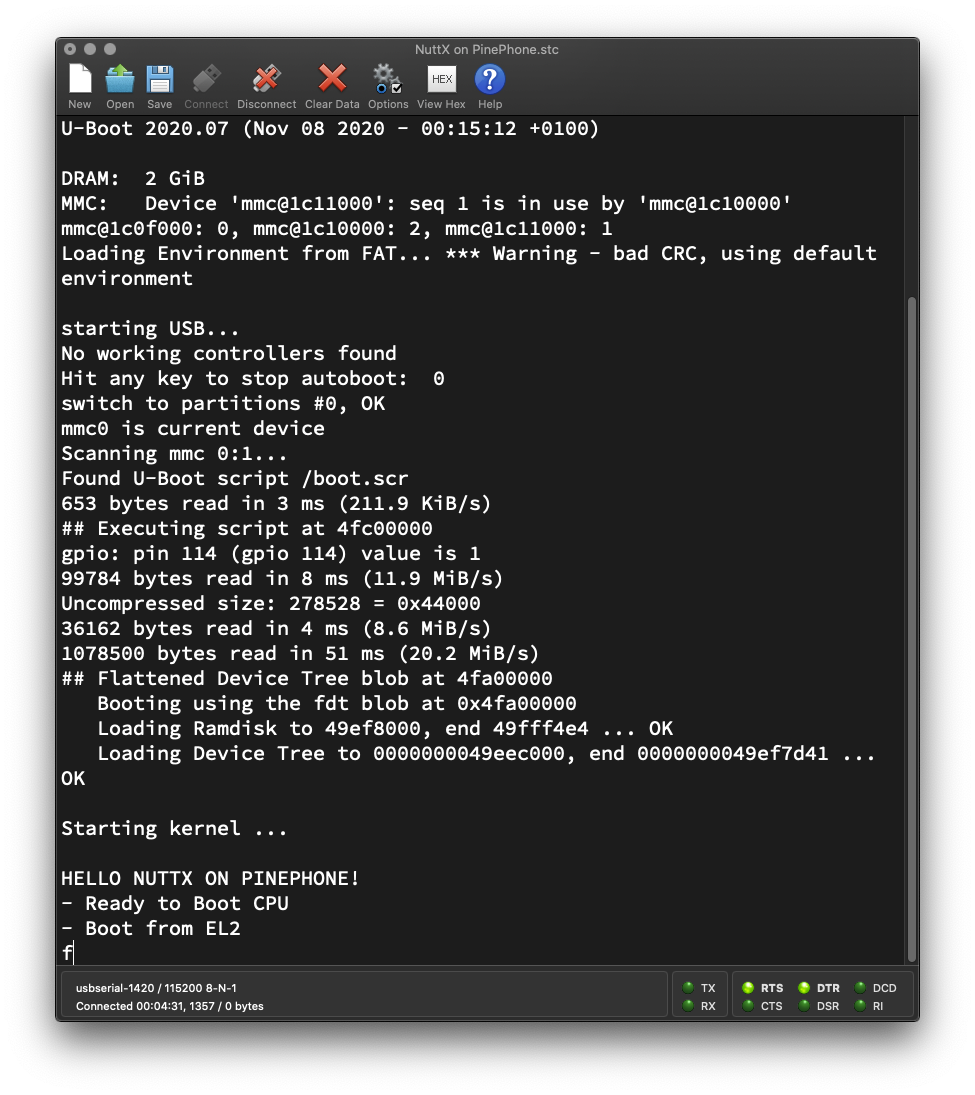 NuttX on PinePhone.stc
New Open Save Connect Disconnect Clear Data Options View Hex Help
HEX
U-Boot 2020.07 (Nov 08 2020 - 00:15:12 +0100)
DRAM:  2 GiB
MMC:   Device 'mmc@1c11000': seq 1 is in use by 'mmc@1c10000'
mmc@1c0f000: 0, mmc@1c10000: 2, mmc@1c11000: 1
Loading Environment from FAT... *** Warning - bad CRC, using default
environment
starting USB...
No working controllers found
Hit any key to stop autoboot:  0
switch to partitions #0, OK
mmc0 is current device
Scanning mmc 0:1...
Found U-Boot script /boot.scr
653 bytes read in 3 ms (211.9 KiB/s)
## Executing script at 4fc00000
gpio: pin 114 (gpio 114) value is 1
99784 bytes read in 8 ms (11.9 MiB/s)
Uncompressed size: 278528 = 0x44000
36162 bytes read in 4 ms (8.6 MiB/s)
1078500 bytes read in 51 ms (20.2 MiB/s)
## Flattened Device Tree blob at 4fa00000
   Booting using the fdt blob at 0x4fa00000
   Loading Ramdisk to 49ef8000, end 49fff4e4 ... OK
   Loading Device Tree to 0000000049eec000, end 0000000049ef7d41 ...
OK
Starting kernel ...
HELLO NUTTX ON PINEPHONE!
- Ready to Boot CPU
- Boot from EL2
f
usbserial-1420 / 115200 8-N-1
Connected 00:04:31, 1357 / 0 bytes
TX RTS DTR DCD
RX CTS DSR RI